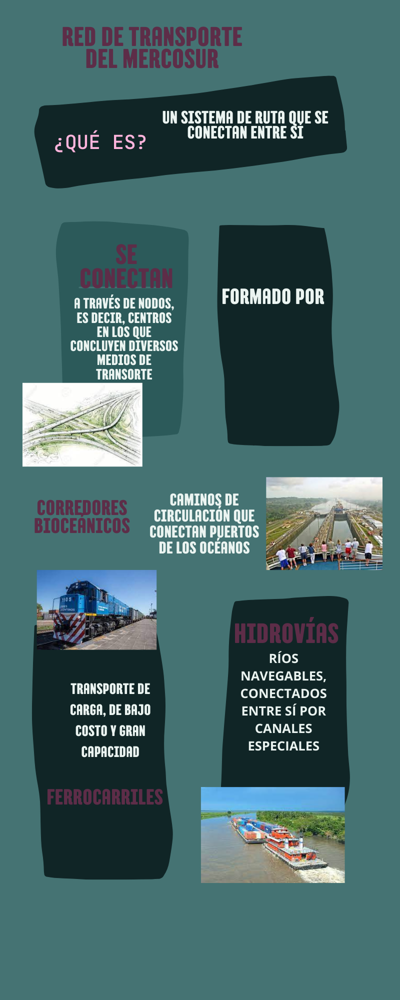 RED DE TRANSPORTE
DEL MERCOSUR
¿QUÉ ES?
UN SISTEMA DE RUTA QUE SE
CONECTAN ENTRE SÍ
SE
CONECTAN
A TRAVÉS DE NODOS,
ES DECIR, CENTROS
EN LOS QUE
CONCLUYEN DIVERSOS
MEDIOS DE
TRANSORTE
FORMADO POR
CORREDORES
BIOCEÁNICOS
CAMINOS DE
CIRCULACIÓN QUE
CONECTAN PUERTOS
DE LOS OCÉANOS
7905
TRANSPORTE DE
CARGA, DE BAJO
COSTO Y GRAN
CAPACIDAD
FERROCARRILES
HIDROVÍAS
RÍOS
NAVEGABLES,
CONECTADOS
ENTRE SÍ POR
CANALES
ESPECIALES